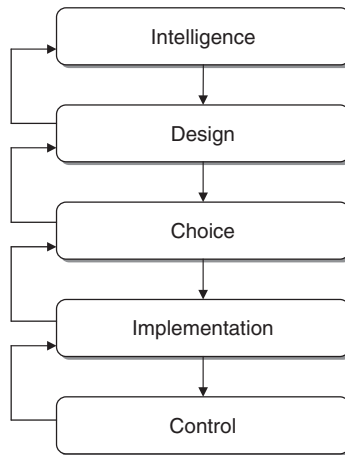 Intelligence
Design
Choice
Implementation
Control